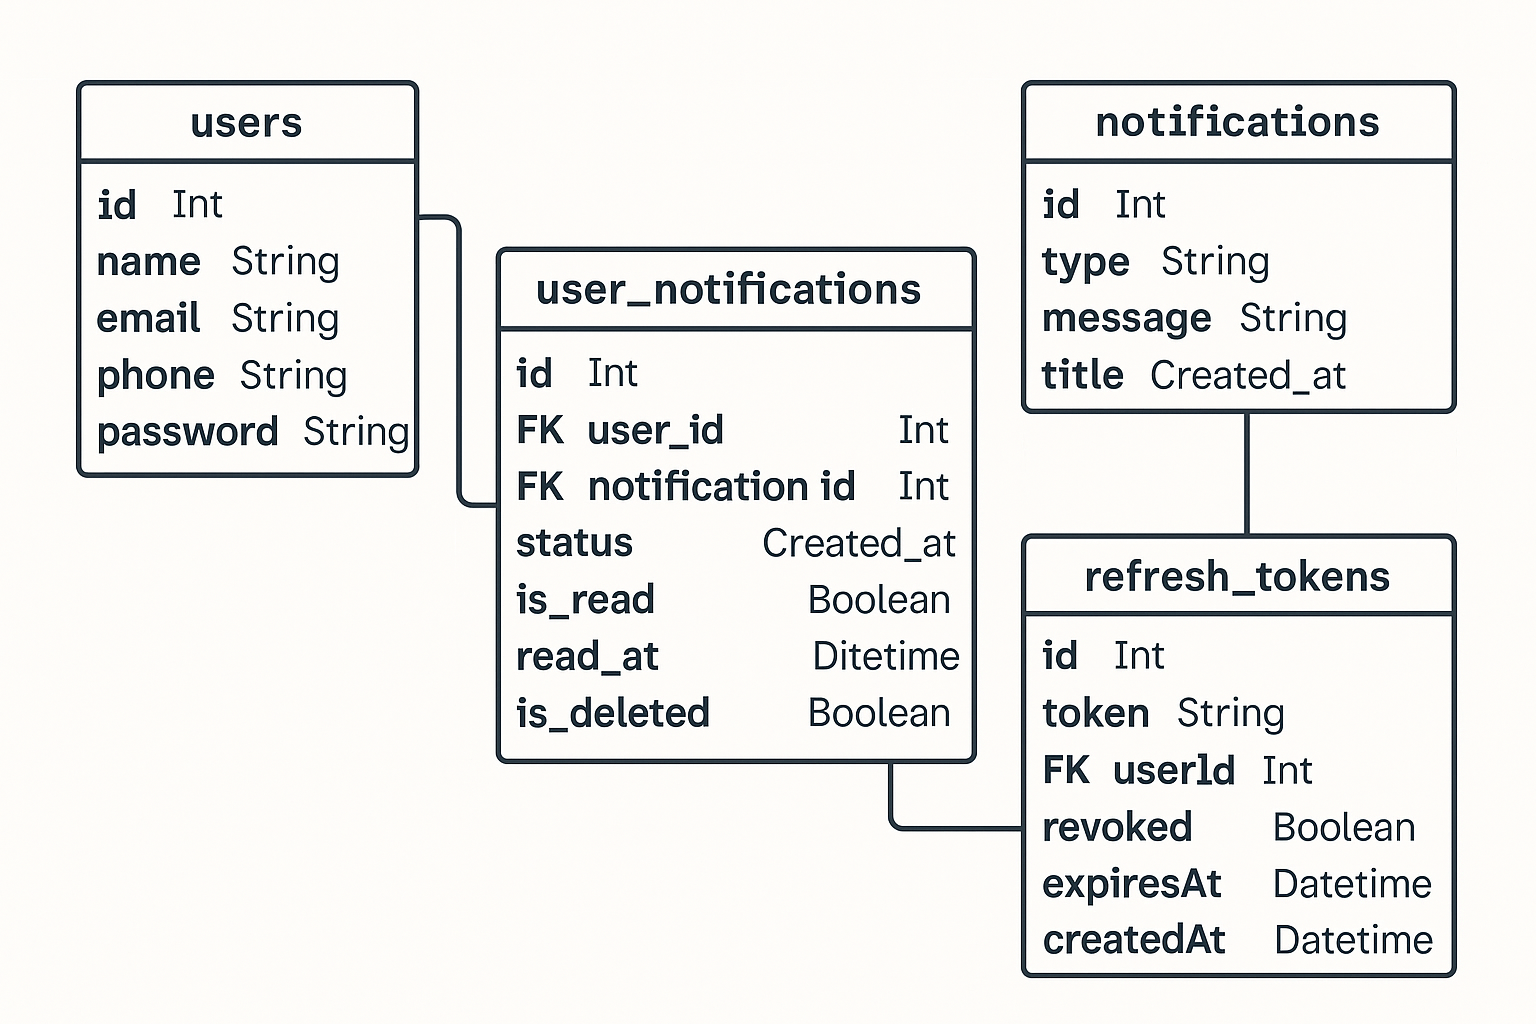 users
id Int
name String
email String
phone String
password String
user_notifications
id Int
FK user_id Int
FK notification id Int
status Created_at
is_read Boolean
read_at Ditetime
is_deleted Boolean
notifications
id Int
type String
message String
title Created_at
refresh_tokens
id Int
token String
FK userId Int
revoked Boolean
expiresAt Datetime
createdAt Datetime